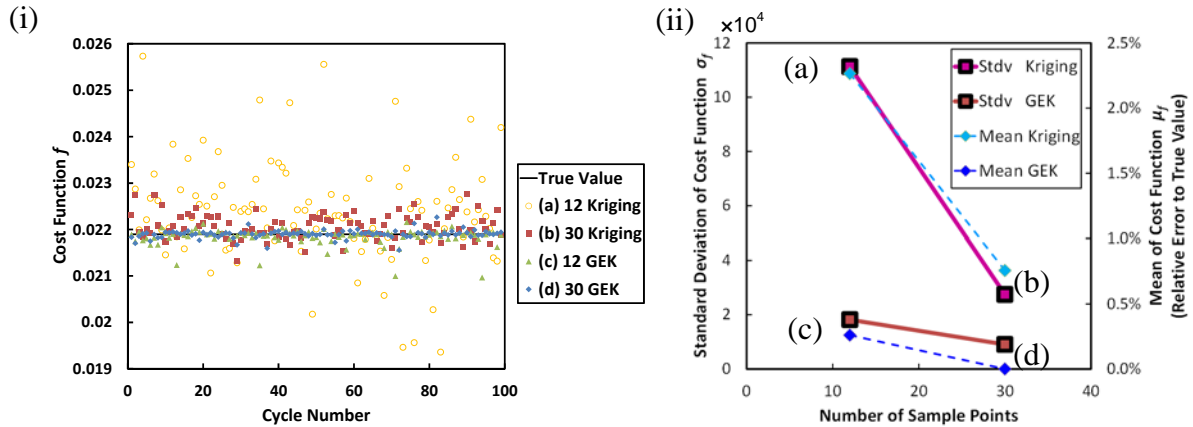 (i)
0.026
0.025
0.024
0.023
0.022
0.021
0.02
0.019
0
20
40
60
80
100
Cost Function f
Cycle Number
True Value
(a) 12 Kriging
(b) 30 Kriging
(c) 12 GEK
(d) 30 GEK
(ii)
×10⁴
12
10
8
6
4
2
0
0
10
20
30
40
2.5%
2.0%
1.5%
1.0%
0.5%
0.0%
Standard Deviation of Cost Function σf
Number of Sample Points
Mean of Cost Function μf
(Relative Error to True Value)
Stdv Kriging
Stdv GEK
Mean Kriging
Mean GEK
(a)
(b)
(c)
(d)